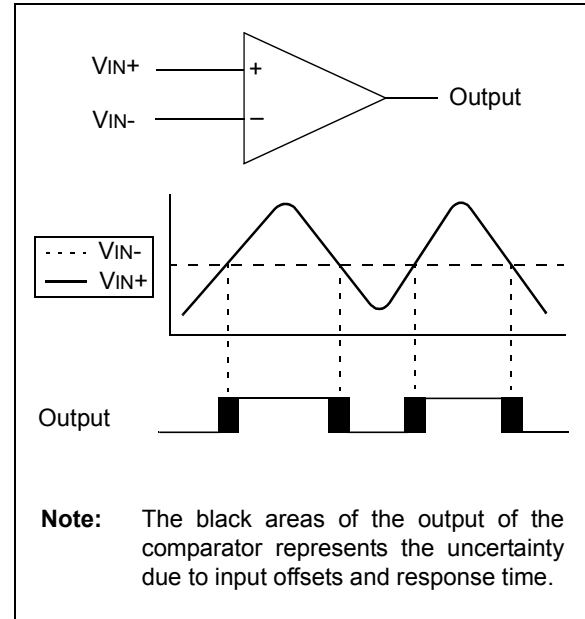 VIN+
+
Output
VIN-
–
VIN-
VIN+
Output
Note: The black areas of the output of the
comparator represents the uncertainty
due to input offsets and response time.